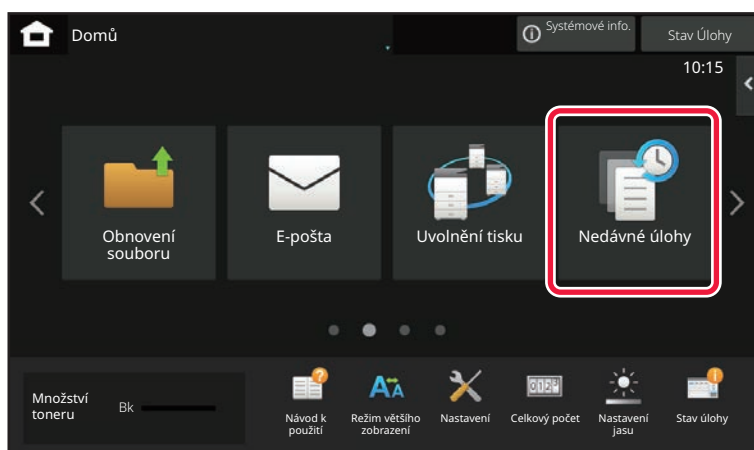 Domů
Systémové info.
Stav Úlohy
10:15
Obnovení
souboru
E-pošta
Uvolnění tisku
Nedávné úlohy
Množství
toneru
Bk
Návod k
použití
Režim většího
zobrazení
Nastavení
Celkový počet
Nastavení
jasu
Stav úlohy